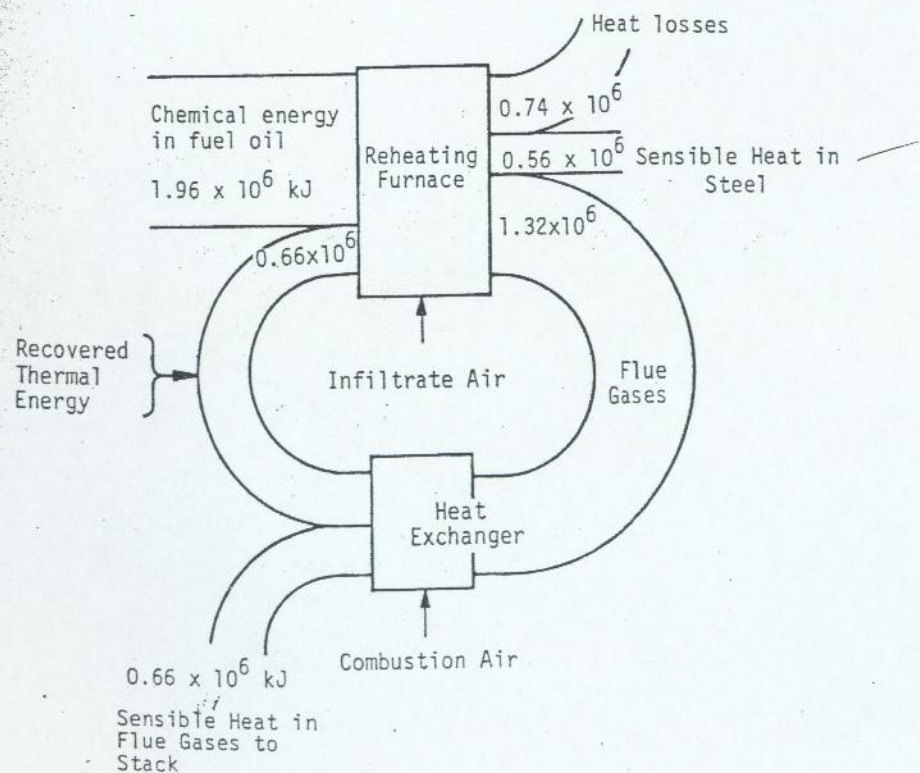 Heat losses
Chemical energy
in fuel oil
1.96 x 10⁶ kJ
Reheating
Furnace
0.74 x 10⁶
0.56 x 10⁶
Sensible Heat in
Steel
1.32x10⁶
0.66x10⁶
Recovered
Thermal
Energy
Infiltrate Air
Flue
Gases
Heat
Exchanger
Combustion Air
0.66 x 10⁶ kJ
Sensible Heat in
Flue Gases to
Stack